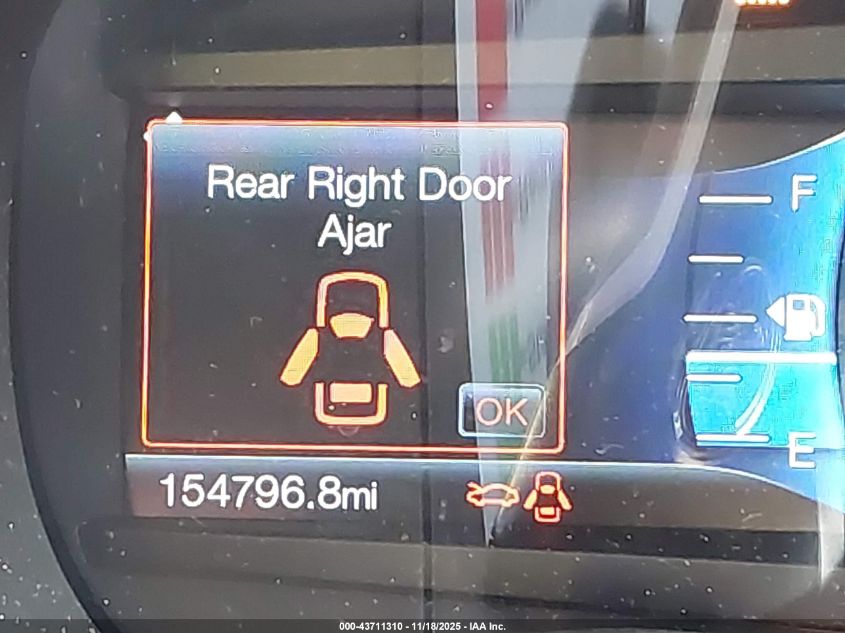 Rear Right Door
Ajar
OK
F
E
154796.8mi
000-43711310 - 11/18/2025 - IAA Inc.